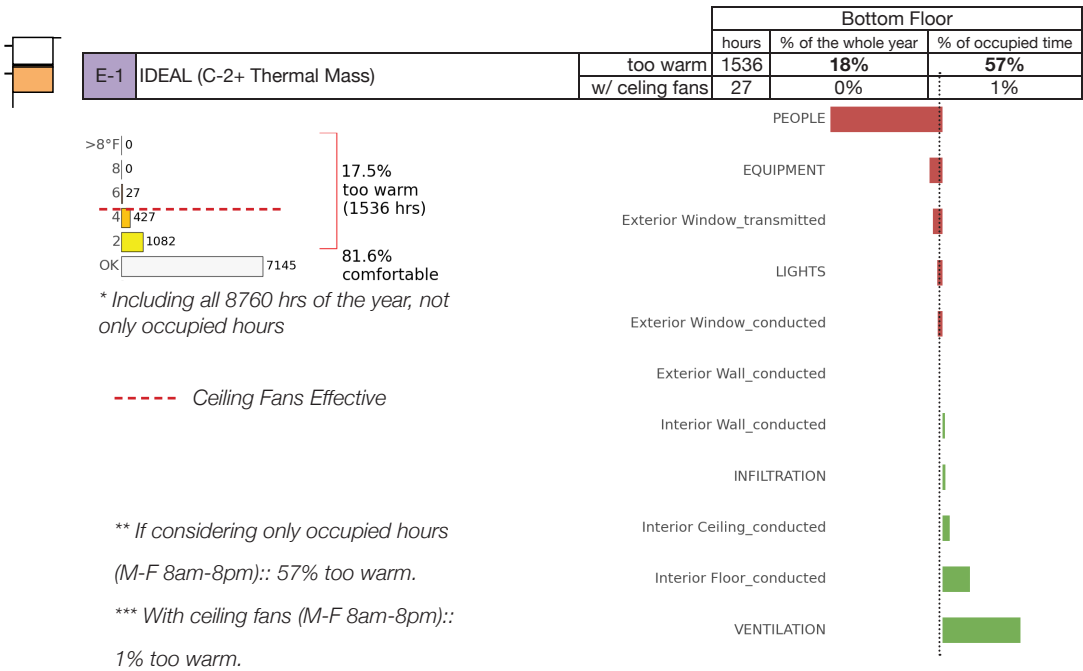 Bottom Floor
hours % of the whole year % of occupied time
E-1 IDEAL (C-2+ Thermal Mass) too warm 1536 18% 57%
w/ celing fans 27 0% 1%
>8°F 0
8 0
6 27
4 427
2 1082
OK 7145
17.5%
too warm
(1536 hrs)
81.6%
comfortable
* Including all 8760 hrs of the year, not
only occupied hours
Ceiling Fans Effective
** If considering only occupied hours
(M-F 8am-8pm):: 57% too warm.
*** With ceiling fans (M-F 8am-8pm)::
1% too warm.
PEOPLE
EQUIPMENT
Exterior Window_transmitted
LIGHTS
Exterior Window_conducted
Exterior Wall_conducted
Interior Wall_conducted
INFILTRATION
Interior Ceiling_conducted
Interior Floor_conducted
VENTILATION